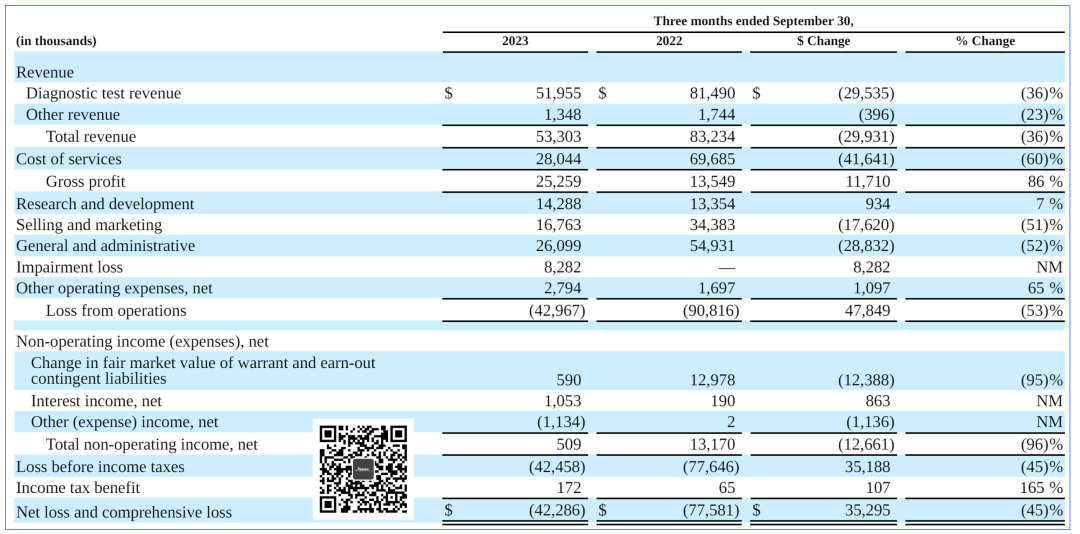 Three months ended September 30,
(in thousands) 2023 2022 $ Change % Change
Revenue
Diagnostic test revenue $ 51,955 $ 81,490 $ (29,535) (36)%
Other revenue 1,348 1,744 (396) (23)%
Total revenue 53,303 83,234 (29,931) (36)%
Cost of services 28,044 69,685 (41,641) (60)%
Gross profit 25,259 13,549 11,710 86 %
Research and development 14,288 13,354 934 7 %
Selling and marketing 16,763 34,383 (17,620) (51)%
General and administrative 26,099 54,931 (28,832) (52)%
Impairment loss 8,282 — 8,282 NM
Other operating expenses, net 2,794 1,697 1,097 65 %
Loss from operations (42,967) (90,816) 47,849 (53)%
Non-operating income (expenses), net
Change in fair market value of warrant and earn-out
contingent liabilities 590 12,978 (12,388) (95)%
Interest income, net 1,053 190 863 NM
Other (expense) income, net (1,134) 2 (1,136) NM
Total non-operating income, net 509 13,170 (12,661) (96)%
Loss before income taxes (42,458) (77,646) 35,188 (45)%
Income tax benefit 172 65 107 165 %
Net loss and comprehensive loss $ (42,286) $ (77,581) $ 35,295 (45)%